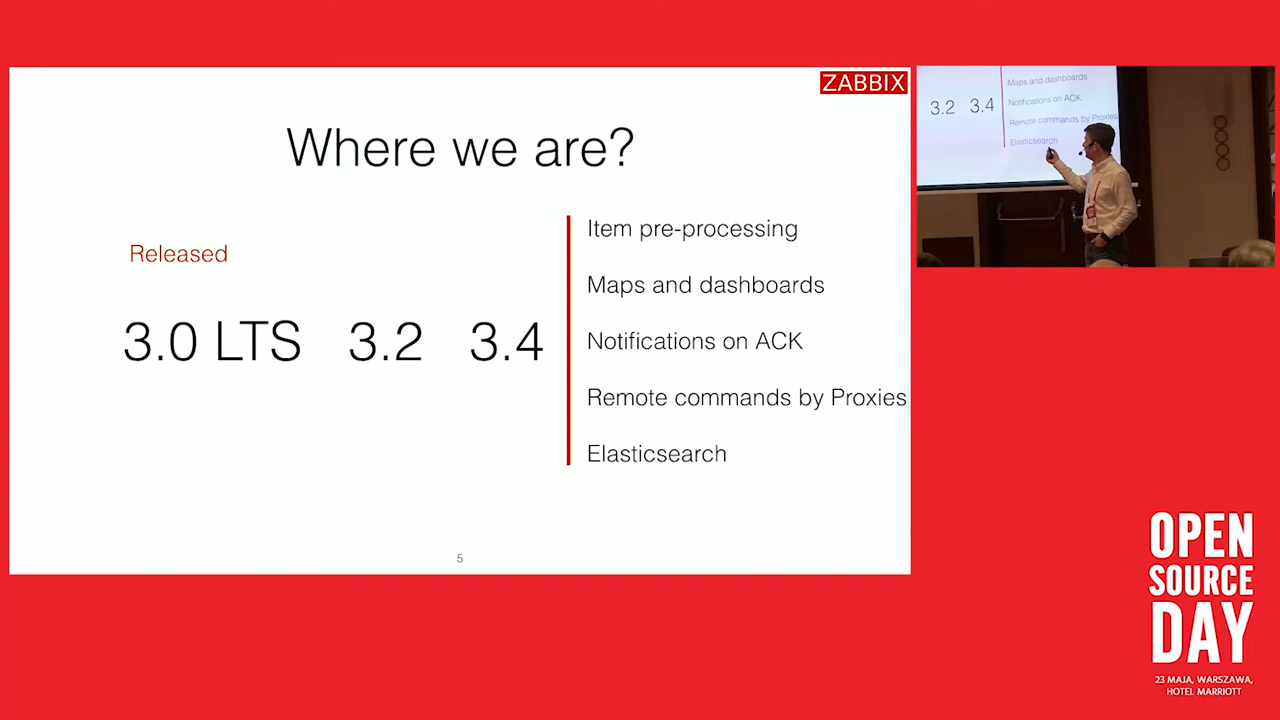 ZABBIX
Where we are?
Released
3.0 LTS 3.2 3.4
Item pre-processing
Maps and dashboards
Notifications on ACK
Remote commands by Proxies
Elasticsearch
5
Maps and dashboards
3.2 3.4
Notifications on ACK
Remote commands by Proxies
Elasticsearch
OPEN
SOURCE
DAY
23 MAJA, WARSZAWA,
HOTEL MARRIOTT